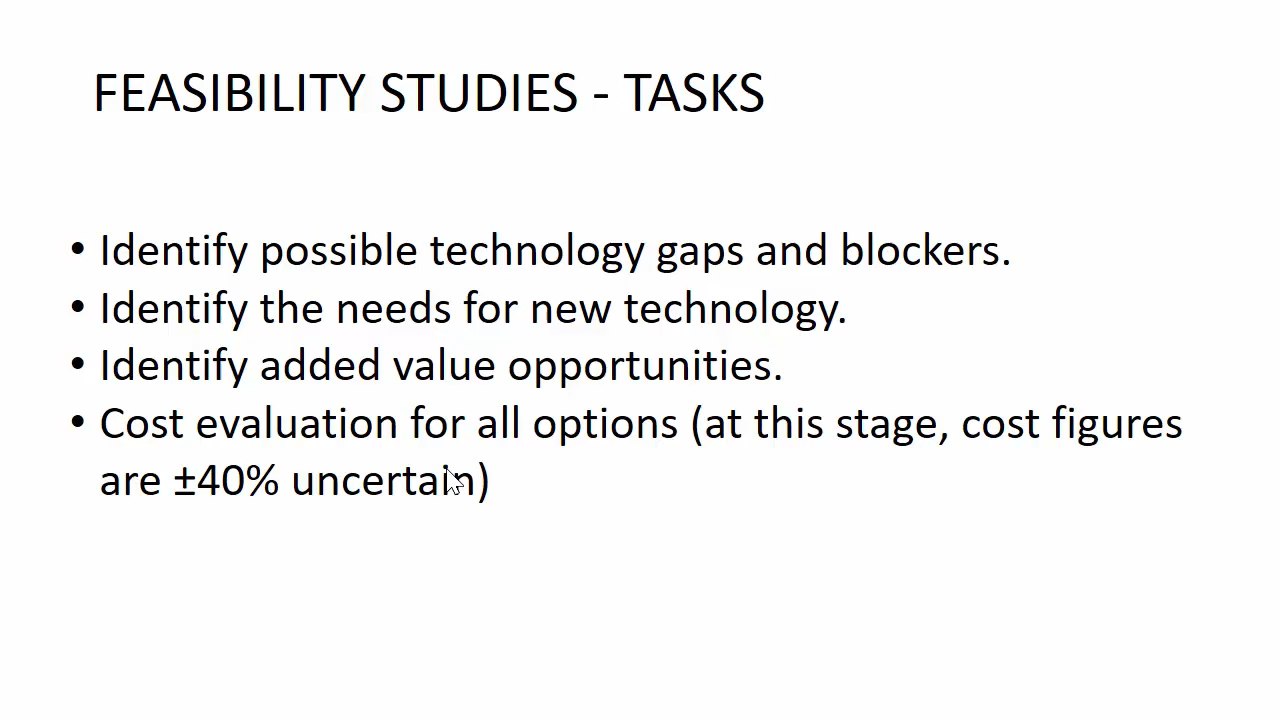 FEASIBILITY STUDIES - TASKS
• Identify possible technology gaps and blockers.
• Identify the needs for new technology.
• Identify added value opportunities.
• Cost evaluation for all options (at this stage, cost figures
are ±40% uncertain)